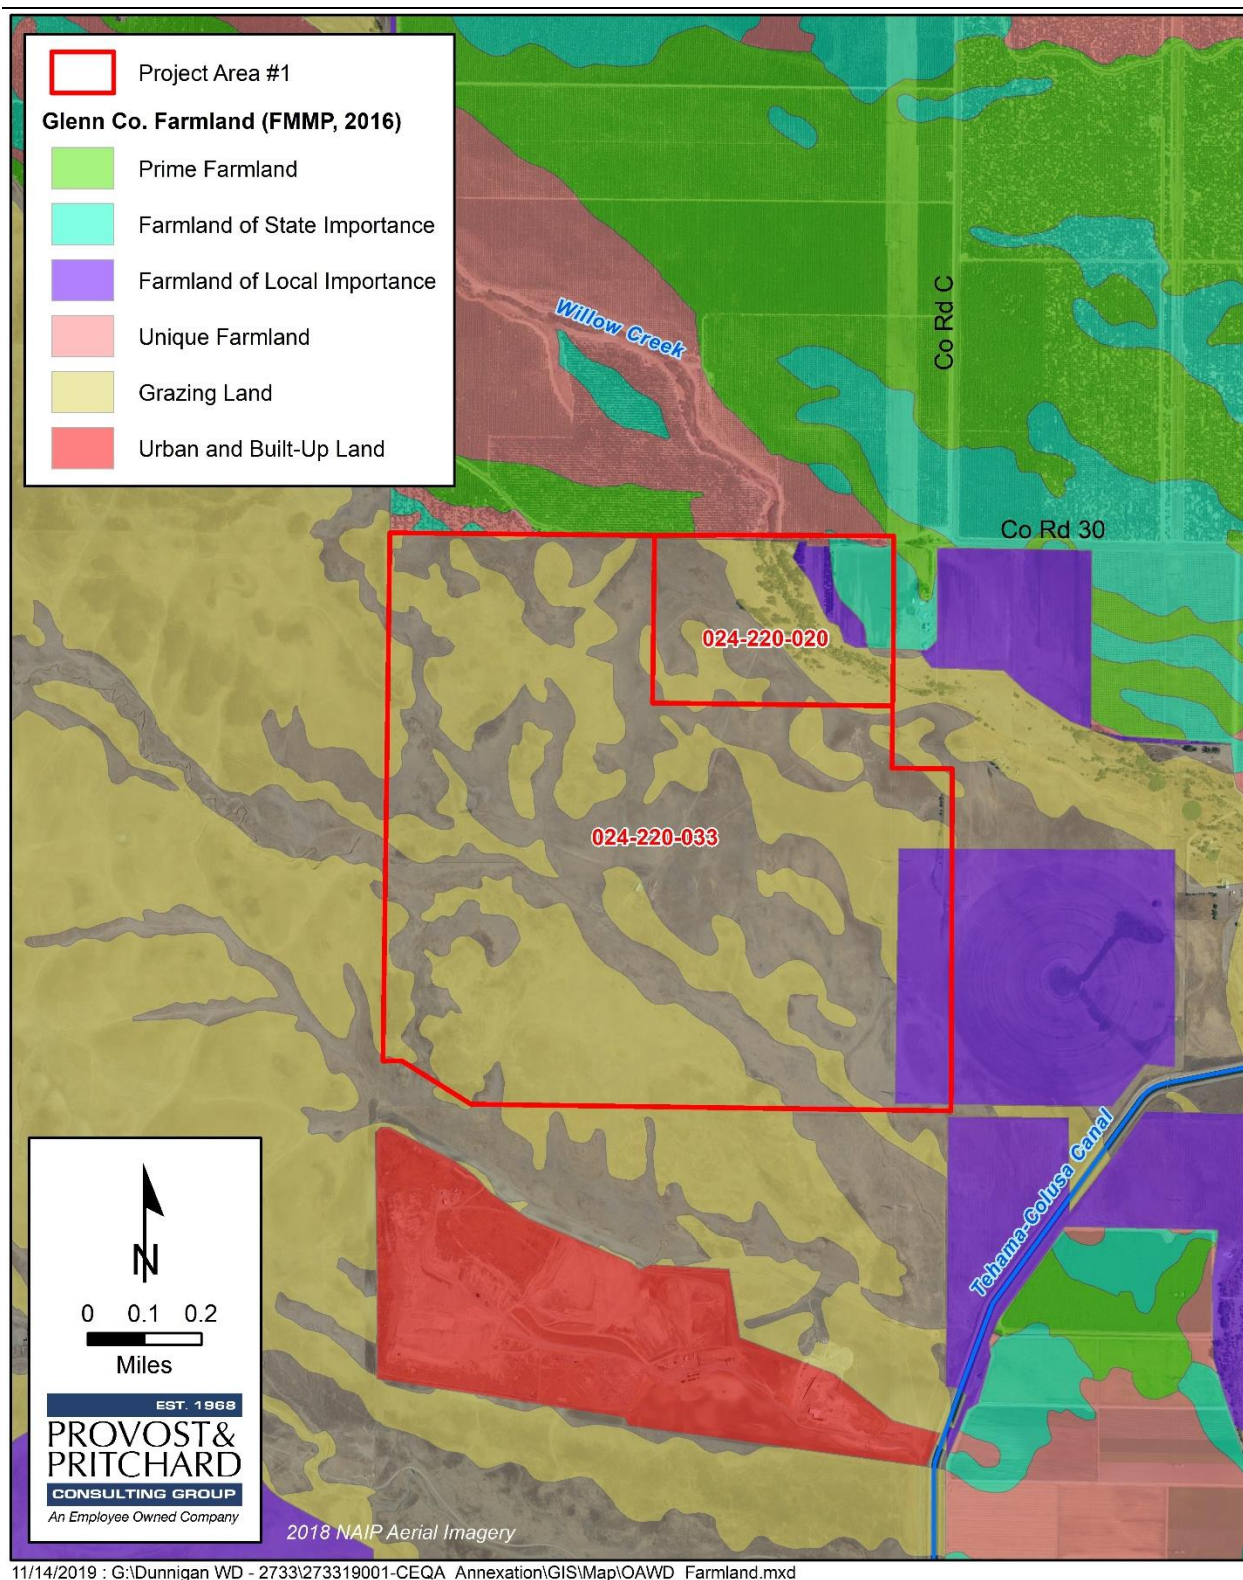 Project Area #1
Glenn Co. Farmland (FMMP, 2016)
Prime Farmland
Farmland of State Importance
Farmland of Local Importance
Unique Farmland
Grazing Land
Urban and Built-Up Land
Willow Creek
Co Rd C
Co Rd 30
024-220-020
024-220-033
Tehama-Colusa Canal
N
0 0.1 0.2
Miles
EST. 1968
PROVOST&
PRITCHARD
CONSULTING GROUP
An Employee Owned Company
2018 NAIP Aerial Imagery
11/14/2019 : G:\Dunnigan WD - 2733\273319001-CEQA Annexation\GIS\Map\OAWD_Farmland.mxd